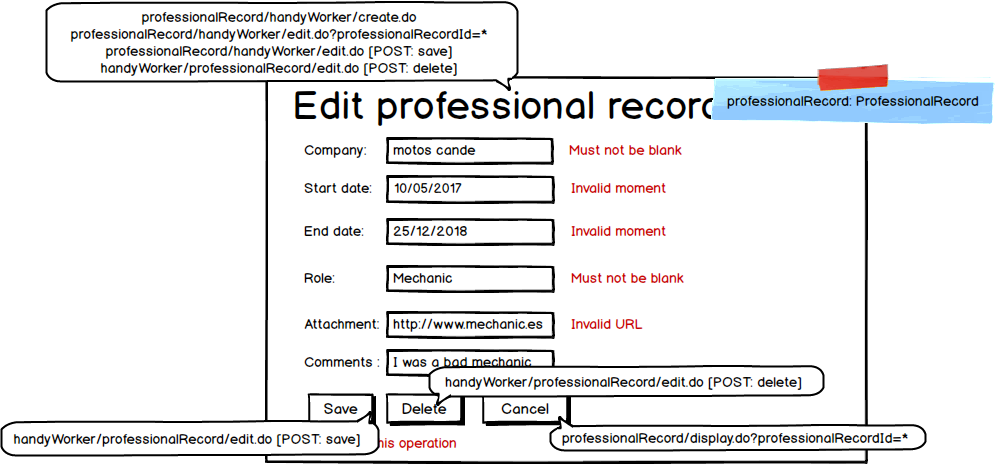 professionalRecord/handyWorker/create.do
professionalRecord/handyWorker/edit.do?professionalRecordId=*
professionalRecord/handyWorker/edit.do [POST: save]
handyWorker/professionalRecord/edit.do [POST: delete]
Edit professional record
professionalRecord: ProfessionalRecord
Company: motos cande Must not be blank
Start date: 10/05/2017 Invalid moment
End date: 25/12/2018 Invalid moment
Role: Mechanic Must not be blank
Attachment: http://www.mechanic.es Invalid URL
Comments : I was a bad mechanic
handyWorker/professionalRecord/edit.do [POST: delete]
Save Delete Cancel
handyWorker/professionalRecord/edit.do [POST: save]
operation
professionalRecord/display.do?professionalRecordId=*